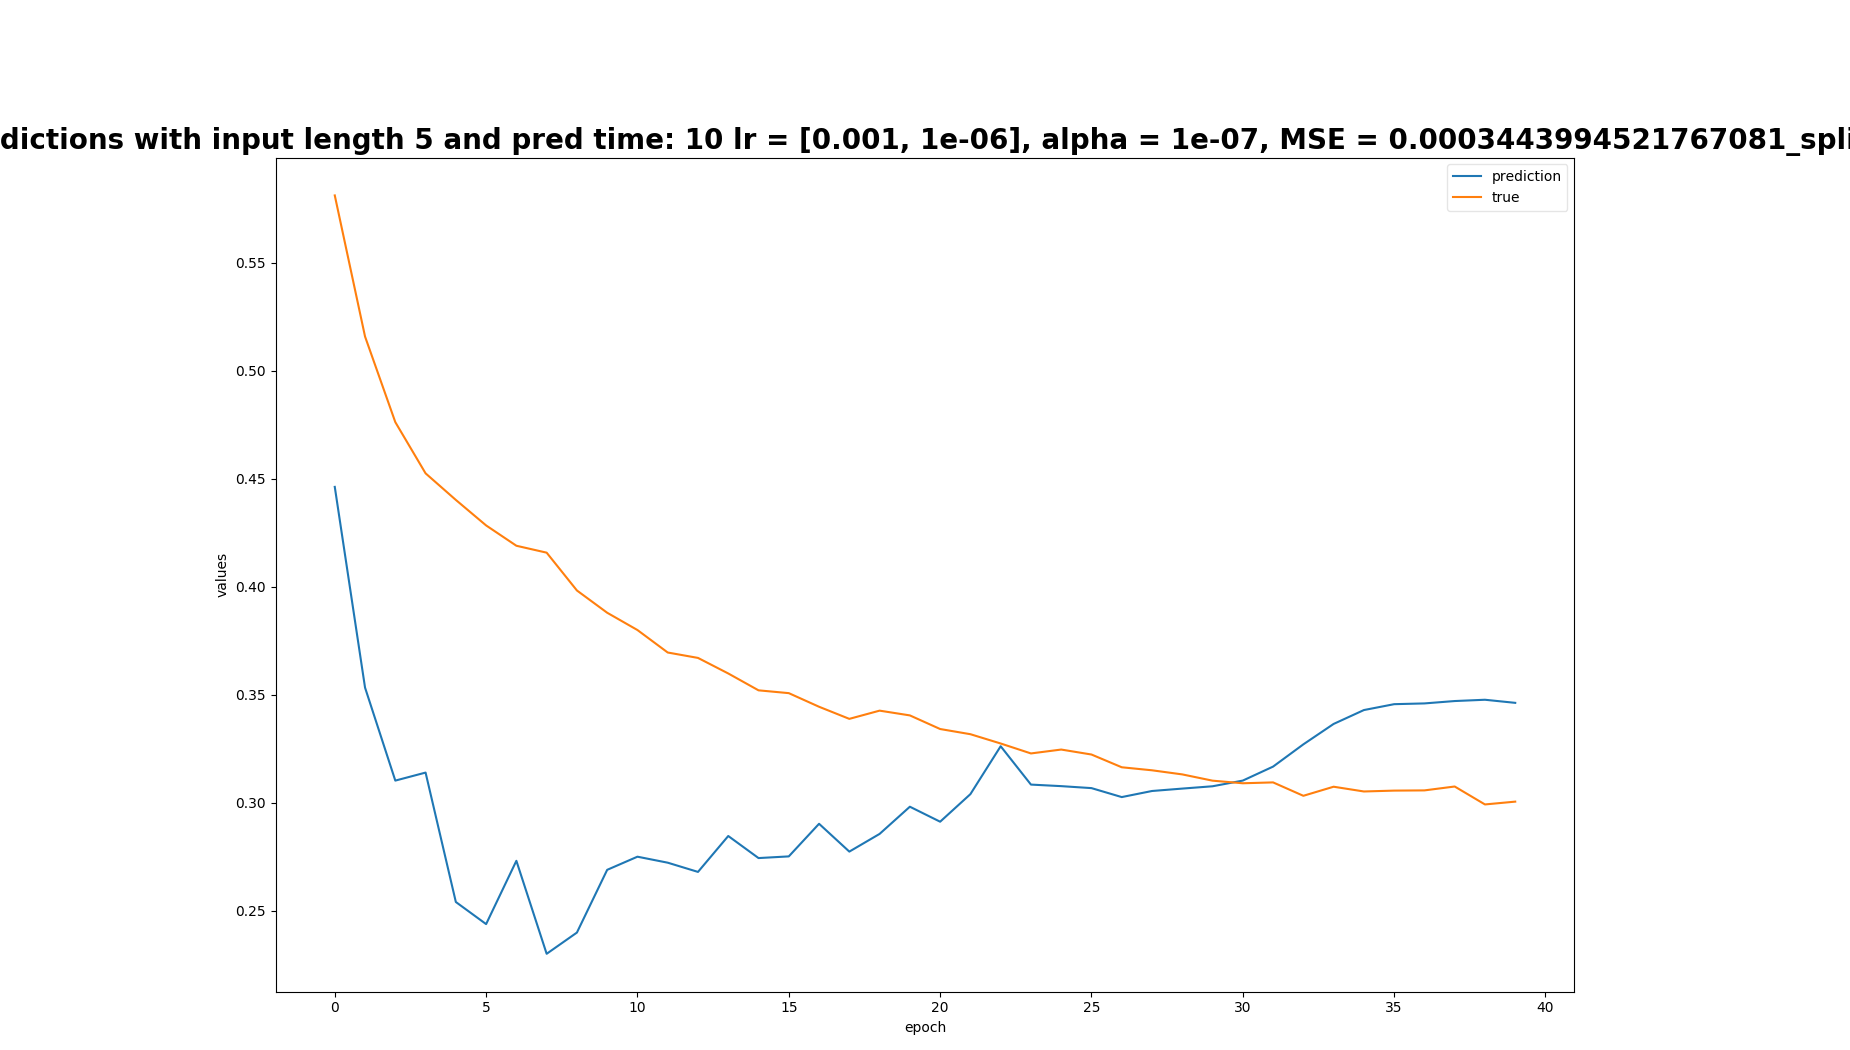 dictions with input length 5 and pred time: 10 lr = [0.001, 1e-06], alpha = 1e-07, MSE = 0.0003443994521767081_spli
prediction
true
0.55
0.50
0.45
0.40
0.35
0.30
0.25
values
0 5 10 15 20 25 30 35 40
epoch